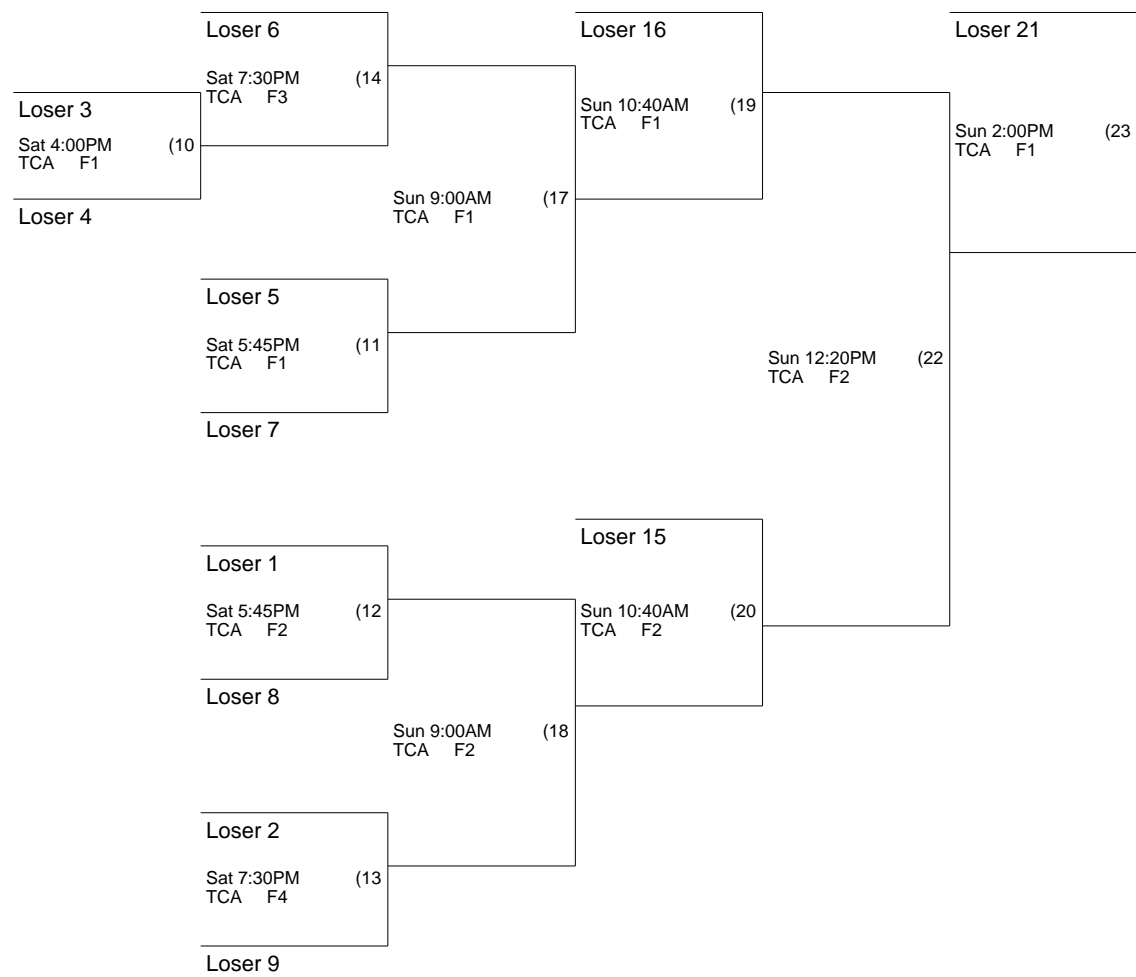 Loser 6
Loser 16
Loser 21
Sat 7:30PM (14
TCA F3
Loser 3
Sun 10:40AM (19
TCA F1
Sat 4:00PM (10
TCA F1
Sun 2:00PM (23
TCA F1
Sun 9:00AM (17
TCA F1
Loser 4
Loser 5
Sat 5:45PM (11
TCA F1
Sun 12:20PM (22
TCA F2
Loser 7
Loser 15
Loser 1
Sat 5:45PM (12
TCA F2
Sun 10:40AM (20
TCA F2
Loser 8
Sun 9:00AM (18
TCA F2
Loser 2
Sat 7:30PM (13
TCA F4
Loser 9